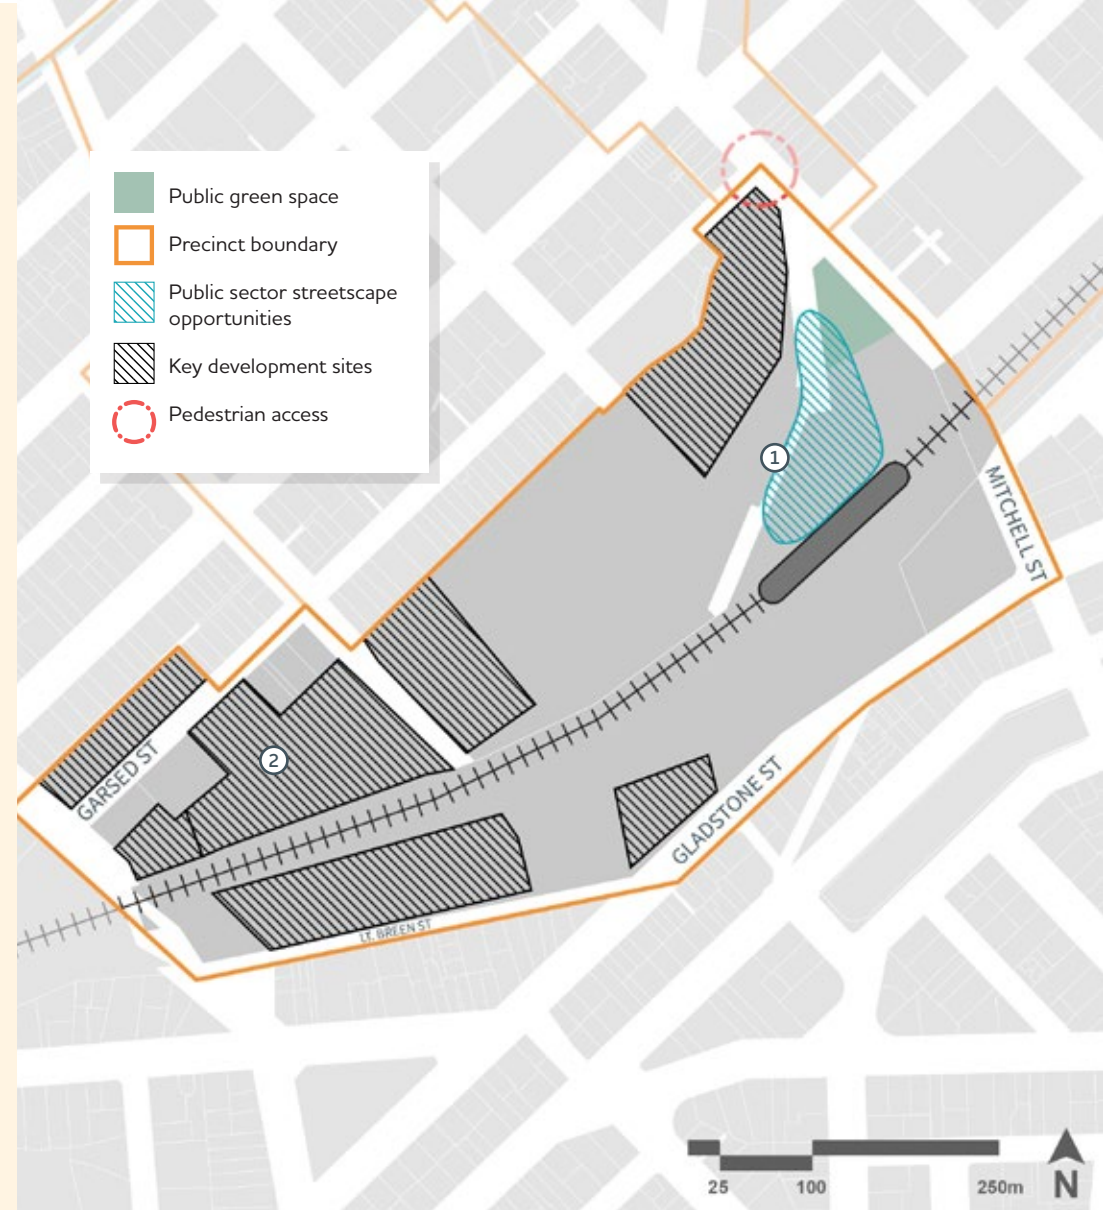 Public green space
Precinct boundary
Public sector streetscape
opportunities
Key development sites
Pedestrian access
1
MITCHELL ST
2
GARSED ST
GLADSTONE ST
LT. BREEN ST
25 100 250m
N